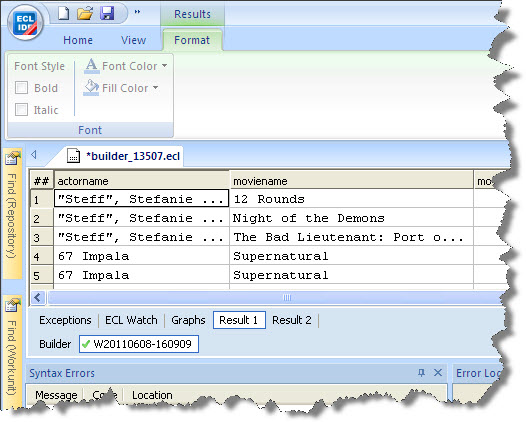 ECL
IDE
Results
Home View Format
Font Style Font Color
Bold Fill Color
Italic
Font
*builder_13507.ecl
Find (Repository)
## actorname moviename
1 "Steff", Stefanie ... 12 Rounds
2 "Steff", Stefanie ... Night of the Demons
3 "Steff", Stefanie ... The Bad Lieutenant: Port o...
4 67 Impala Supernatural
5 67 Impala Supernatural
Find (Workunit)
Exceptions ECL Watch Graphs Result 1 Result 2
Builder W20110608-160909
Syntax Errors Error Log
Message Code Location